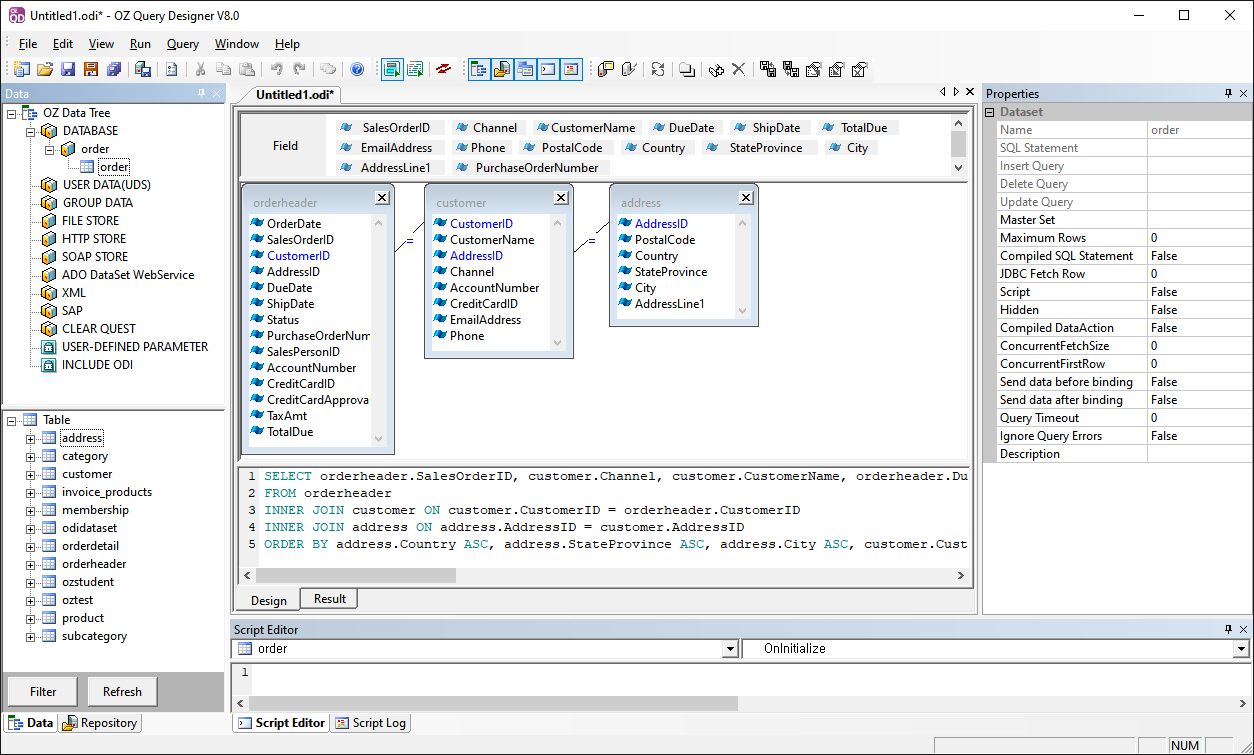 Untitled1.odi* - OZ Query Designer V8.0
File Edit View Run Query Window Help
Data
OZ Data Tree
DATABASE
order
order
USER DATA(UDS)
GROUP DATA
FILE STORE
HTTP STORE
SOAP STORE
ADO DataSet WebService
XML
SAP
CLEAR QUEST
USER-DEFINED PARAMETER
INCLUDE ODI
Table
address
category
customer
invoice_products
membership
odidataset
orderdetail
orderheader
ozstudent
oztest
product
subcategory
Filter Refresh
Data Repository
Untitled1.odi*
Field
SalesOrderID Channel CustomerName DueDate ShipDate TotalDue
EmailAddress Phone PostalCode Country StateProvince City
AddressLine1 PurchaseOrderNumber
orderheader
OrderDate
SalesOrderID
CustomerID
AddressID
DueDate
ShipDate
Status
PurchaseOrderNum
SalesPersonID
AccountNumber
CreditCardID
CreditCardApprova
TaxAmt
TotalDue
=
customer
CustomerID
CustomerName
AddressID
Channel
AccountNumber
CreditCardID
EmailAddress
Phone
=
address
AddressID
PostalCode
Country
StateProvince
City
AddressLine1
1 SELECT orderheader.SalesOrderID, customer.Channel, customer.CustomerName, orderheader.Du
2 FROM orderheader
3 INNER JOIN customer ON customer.CustomerID = orderheader.CustomerID
4 INNER JOIN address ON address.AddressID = customer.AddressID
5 ORDER BY address.Country ASC, address.StateProvince ASC, address.City ASC, customer.Cust
Design Result
Script Editor
order OnInitialize
1
Script Editor Script Log
Properties
Dataset
Name order
SQL Statement
Insert Query
Delete Query
Update Query
Master Set
Maximum Rows 0
Compiled SQL Statement False
JDBC Fetch Row 0
Script False
Hidden False
Compiled DataAction False
ConcurrentFetchSize 0
ConcurrentFirstRow 0
Send data before binding False
Send data after binding False
Query Timeout 0
Ignore Query Errors False
Description
NUM